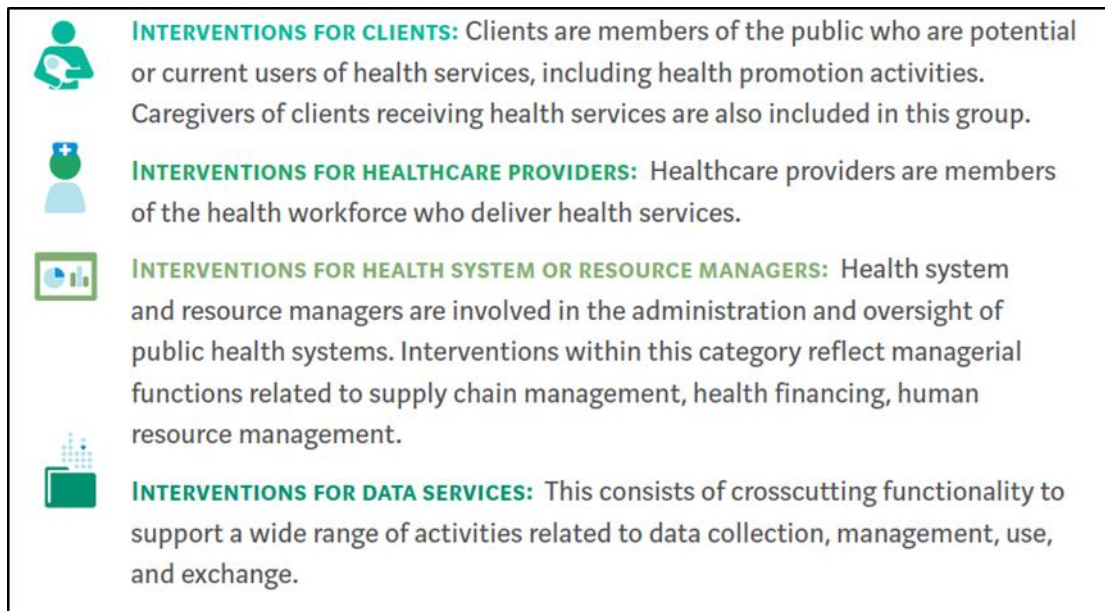 INTERVENTIONS FOR CLIENTS: Clients are members of the public who are potential
or current users of health services, including health promotion activities.
Caregivers of clients receiving health services are also included in this group.
INTERVENTIONS FOR HEALTHCARE PROVIDERS: Healthcare providers are members
of the health workforce who deliver health services.
INTERVENTIONS FOR HEALTH SYSTEM OR RESOURCE MANAGERS: Health system
and resource managers are involved in the administration and oversight of
public health systems. Interventions within this category reflect managerial
functions related to supply chain management, health financing, human
resource management.
INTERVENTIONS FOR DATA SERVICES: This consists of crosscutting functionality to
support a wide range of activities related to data collection, management, use,
and exchange.